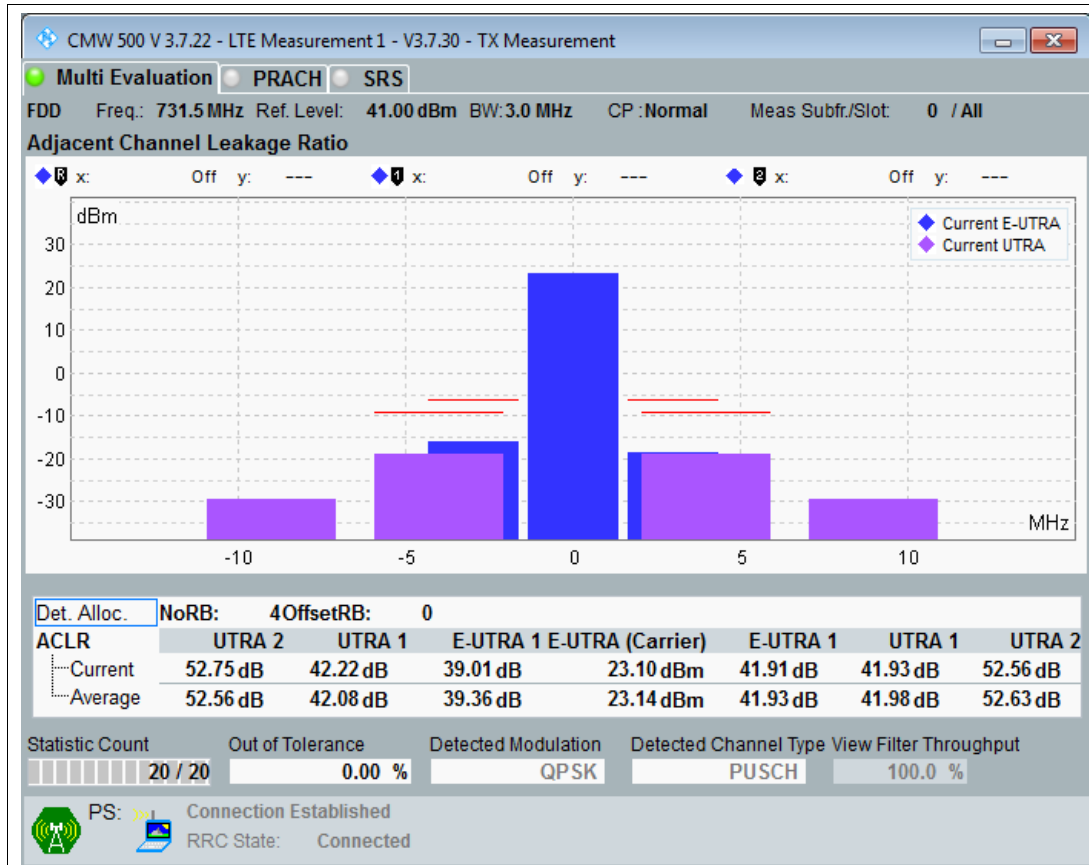 CMW 500 V 3.7.22 - LTE Measurement 1 - V3.7.30 - TX Measurement
Multi Evaluation PRACH SRS
FDD Freq.: 731.5 MHz Ref. Level: 41.00 dBm BW: 3.0 MHz CP : Normal Meas Subfr./Slot: 0 / All
Adjacent Channel Leakage Ratio
R x: Off y: --- 1 x: Off y: --- 2 x: Off y: ---
dBm
Current E-UTRA
Current UTRA
30
20
10
0
-10
-20
-30
MHz
-10 -5 0 5 10
Det. Alloc. NoRB: 4 OffsetRB: 0
ACLR UTRA 2 UTRA 1 E-UTRA 1 E-UTRA (Carrier) E-UTRA 1 UTRA 1 UTRA 2
Current 52.75 dB 42.22 dB 39.01 dB 23.10 dBm 41.91 dB 41.93 dB 52.56 dB
Average 52.56 dB 42.08 dB 39.36 dB 23.14 dBm 41.93 dB 41.98 dB 52.63 dB
Statistic Count Out of Tolerance Detected Modulation Detected Channel Type View Filter Throughput
20 / 20 0.00 % QPSK PUSCH 100.0 %
PS: Connection Established
RRC State: Connected